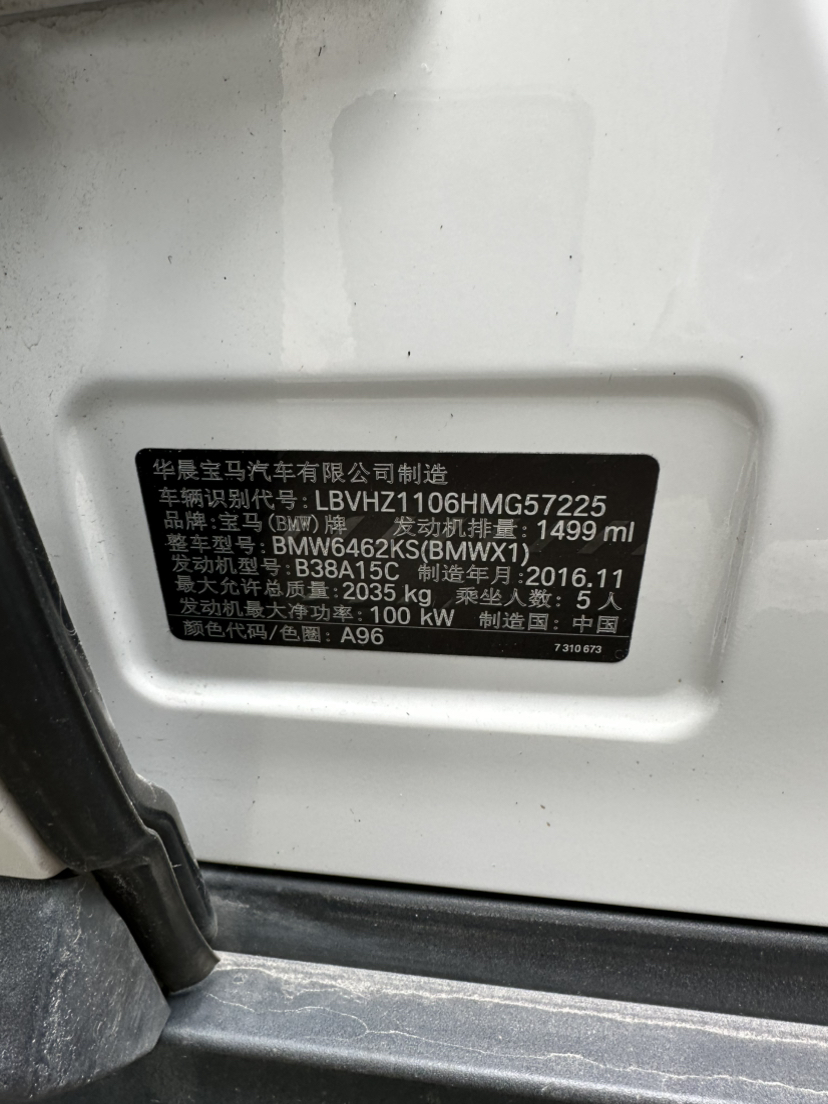 华晨宝马汽车有限公司制造
车辆识别代号: LBVHZ1106HMG57225
品牌: 宝马(BMW)牌 发动机排量: 1499 ml
整车型号: BMW6462KS(BMWX1)
发动机型号: B38A15C 制造年月: 2016.11
最大允许总质量: 2035 kg 乘坐人数: 5 人
发动机最大净功率: 100 kW 制造国: 中国
颜色代码/色圈: A96 7 310 673